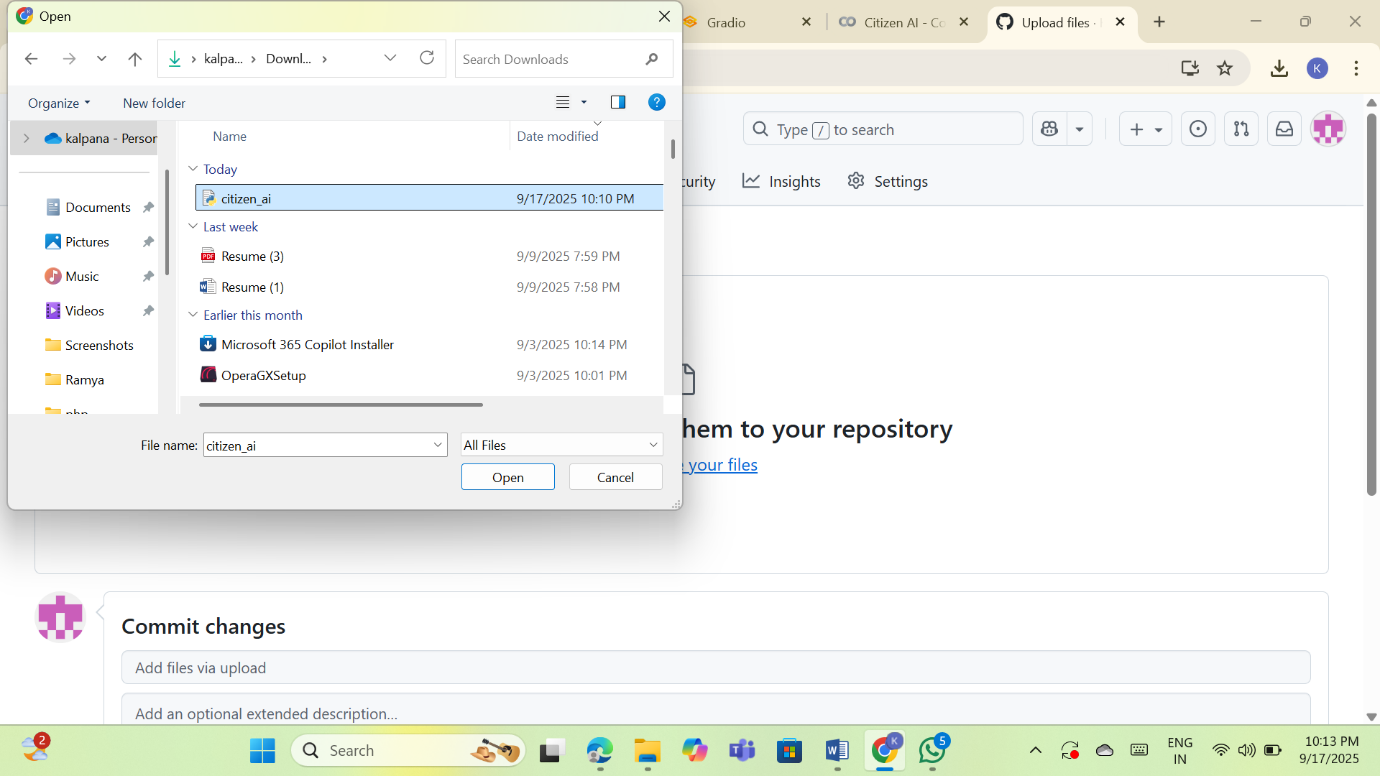 Open
Gradio
Citizen AI - Co
Upload files ·
kalpa...
Downl...
Search Downloads
K
Organize
New folder
?
kalpana - Person
Name
Date modified
Type / to search
Today
citizen_ai
9/17/2025 10:10 PM
curity
Insights
Settings
Documents
Last week
Pictures
Resume (3)
9/9/2025 7:59 PM
Music
Resume (1)
9/9/2025 7:58 PM
Videos
Earlier this month
Screenshots
Microsoft 365 Copilot Installer
9/3/2025 10:14 PM
Ramya
OperaGXSetup
9/3/2025 10:01 PM
php
File name:
citizen_ai
All Files
hem to your repository
Open
Cancel
your files
Commit changes
Add files via upload
Add an optional extended description...
2
Search
K
5
ENG
IN
10:13 PM
9/17/2025